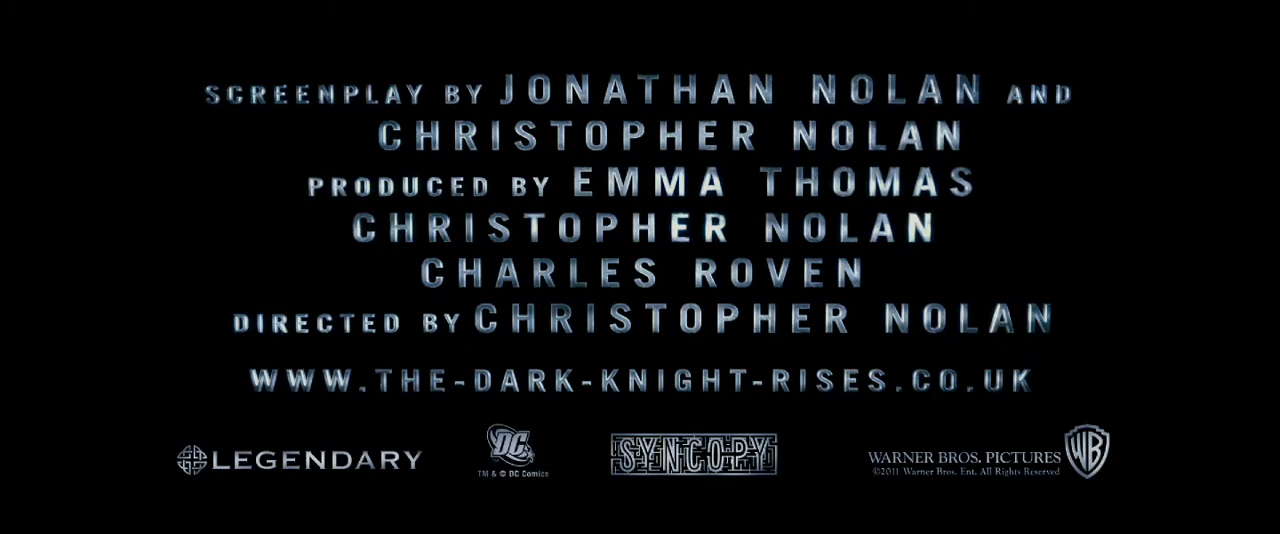 SCREENPLAY BY JONATHAN NOLAN AND
CHRISTOPHER NOLAN
PRODUCED BY EMMA THOMAS
CHRISTOPHER NOLAN
CHARLES ROVEN
DIRECTED BY CHRISTOPHER NOLAN
WWW.THE-DARK-KNIGHT-RISES.CO.UK
LEGENDARY
DC
TM & © DC Comics
SYNCOPY
WARNER BROS. PICTURES
©2011 Warner Bros. Ent. All Rights Reserved
WB